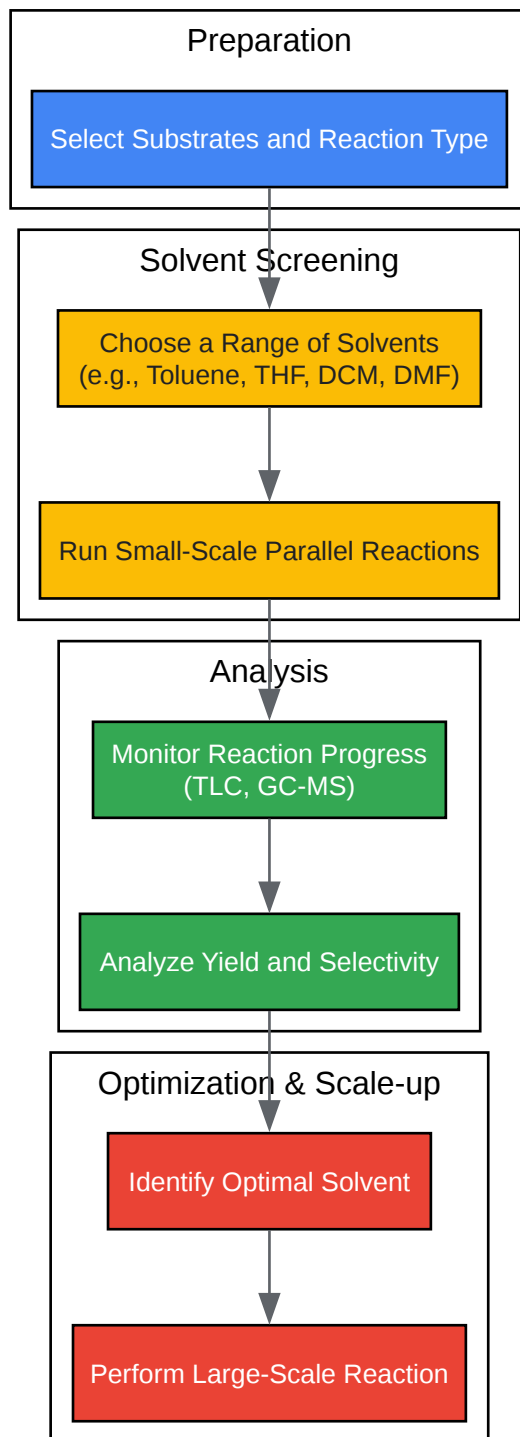 Preparation
Select Substrates and Reaction Type
Solvent Screening
Choose a Range of Solvents
(e.g., Toluene, THF, DCM, DMF)
Run Small-Scale Parallel Reactions
Analysis
Monitor Reaction Progress
(TLC, GC-MS)
Analyze Yield and Selectivity
Optimization & Scale-up
Identify Optimal Solvent
Perform Large-Scale Reaction